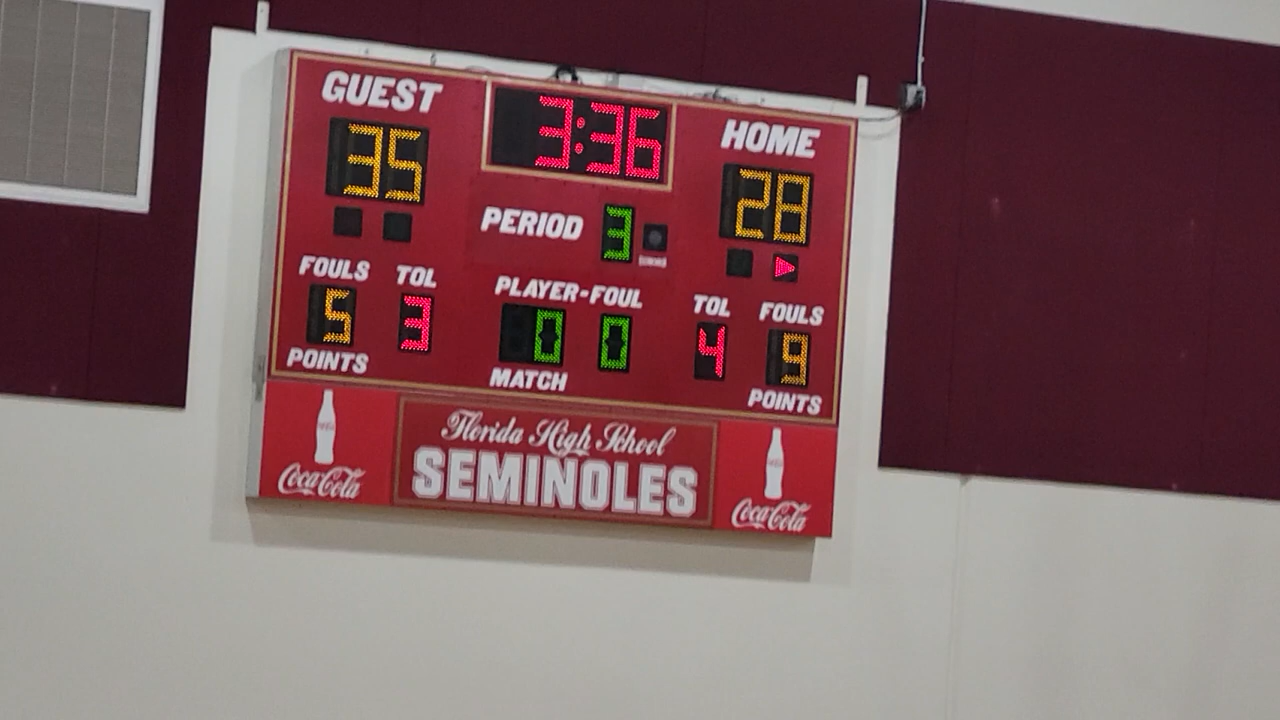 GUEST
3:36
HOME
35
28
PERIOD 3
FOULS TOL
PLAYER-FOUL
TOL FOULS
5 3
0 0
4 9
POINTS
MATCH
POINTS
Florida High School
SEMINOLES
Coca-Cola
Coca-Cola